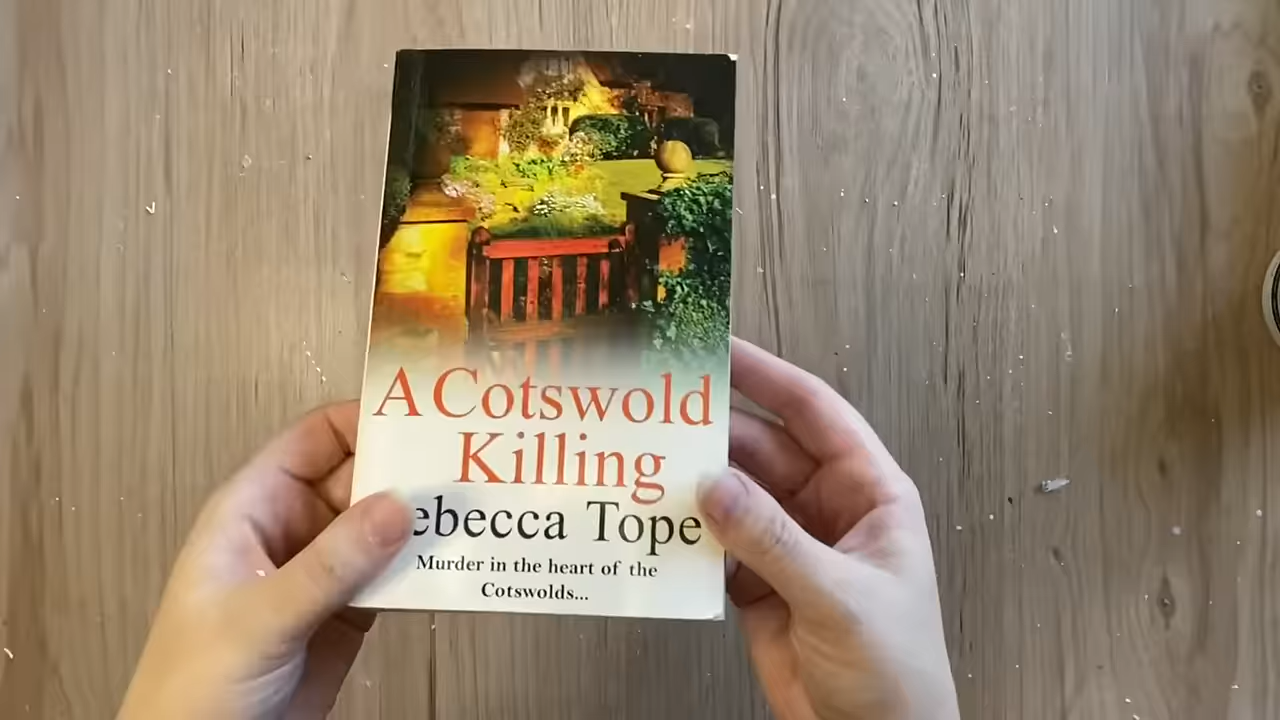 A Cotswold
Killing
ebecca Tope
Murder in the heart of the
Cotswolds...